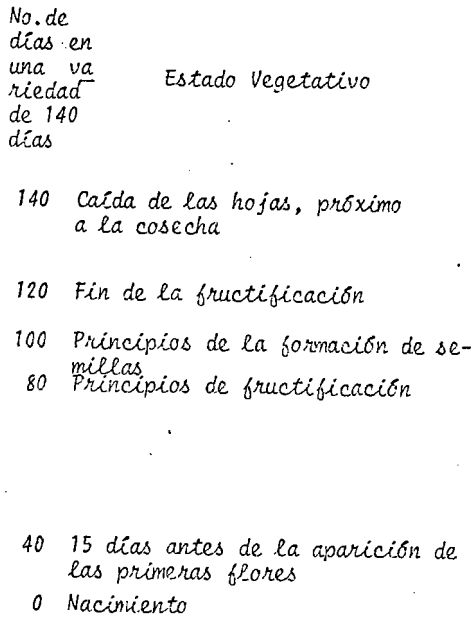 No. de
días en
una va
riedad
de 140
días
Estado Vegetativo
140 Caída de las hojas, próximo
a la cosecha
120 Fin de la fructificación
100 Principios de la formación de se-
millas
80 Principios de fructificación
40 15 días antes de la aparición de
las primeras flores
0 Nacimiento